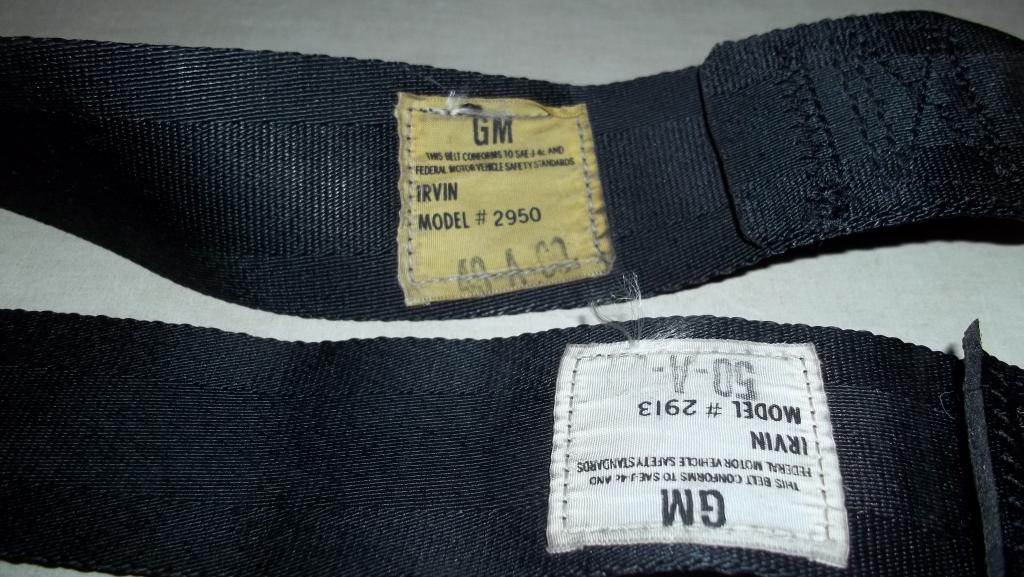 GM
THIS BELT CONFORMS TO SAE-J-4c AND
FEDERAL MOTOR VEHICLE SAFETY STANDARDS
IRVIN
MODEL # 2950
GM
THIS BELT CONFORMS TO SAE-J-4c AND
FEDERAL MOTOR VEHICLE SAFETY STANDARDS
IRVIN
MODEL # 2913
50-A-